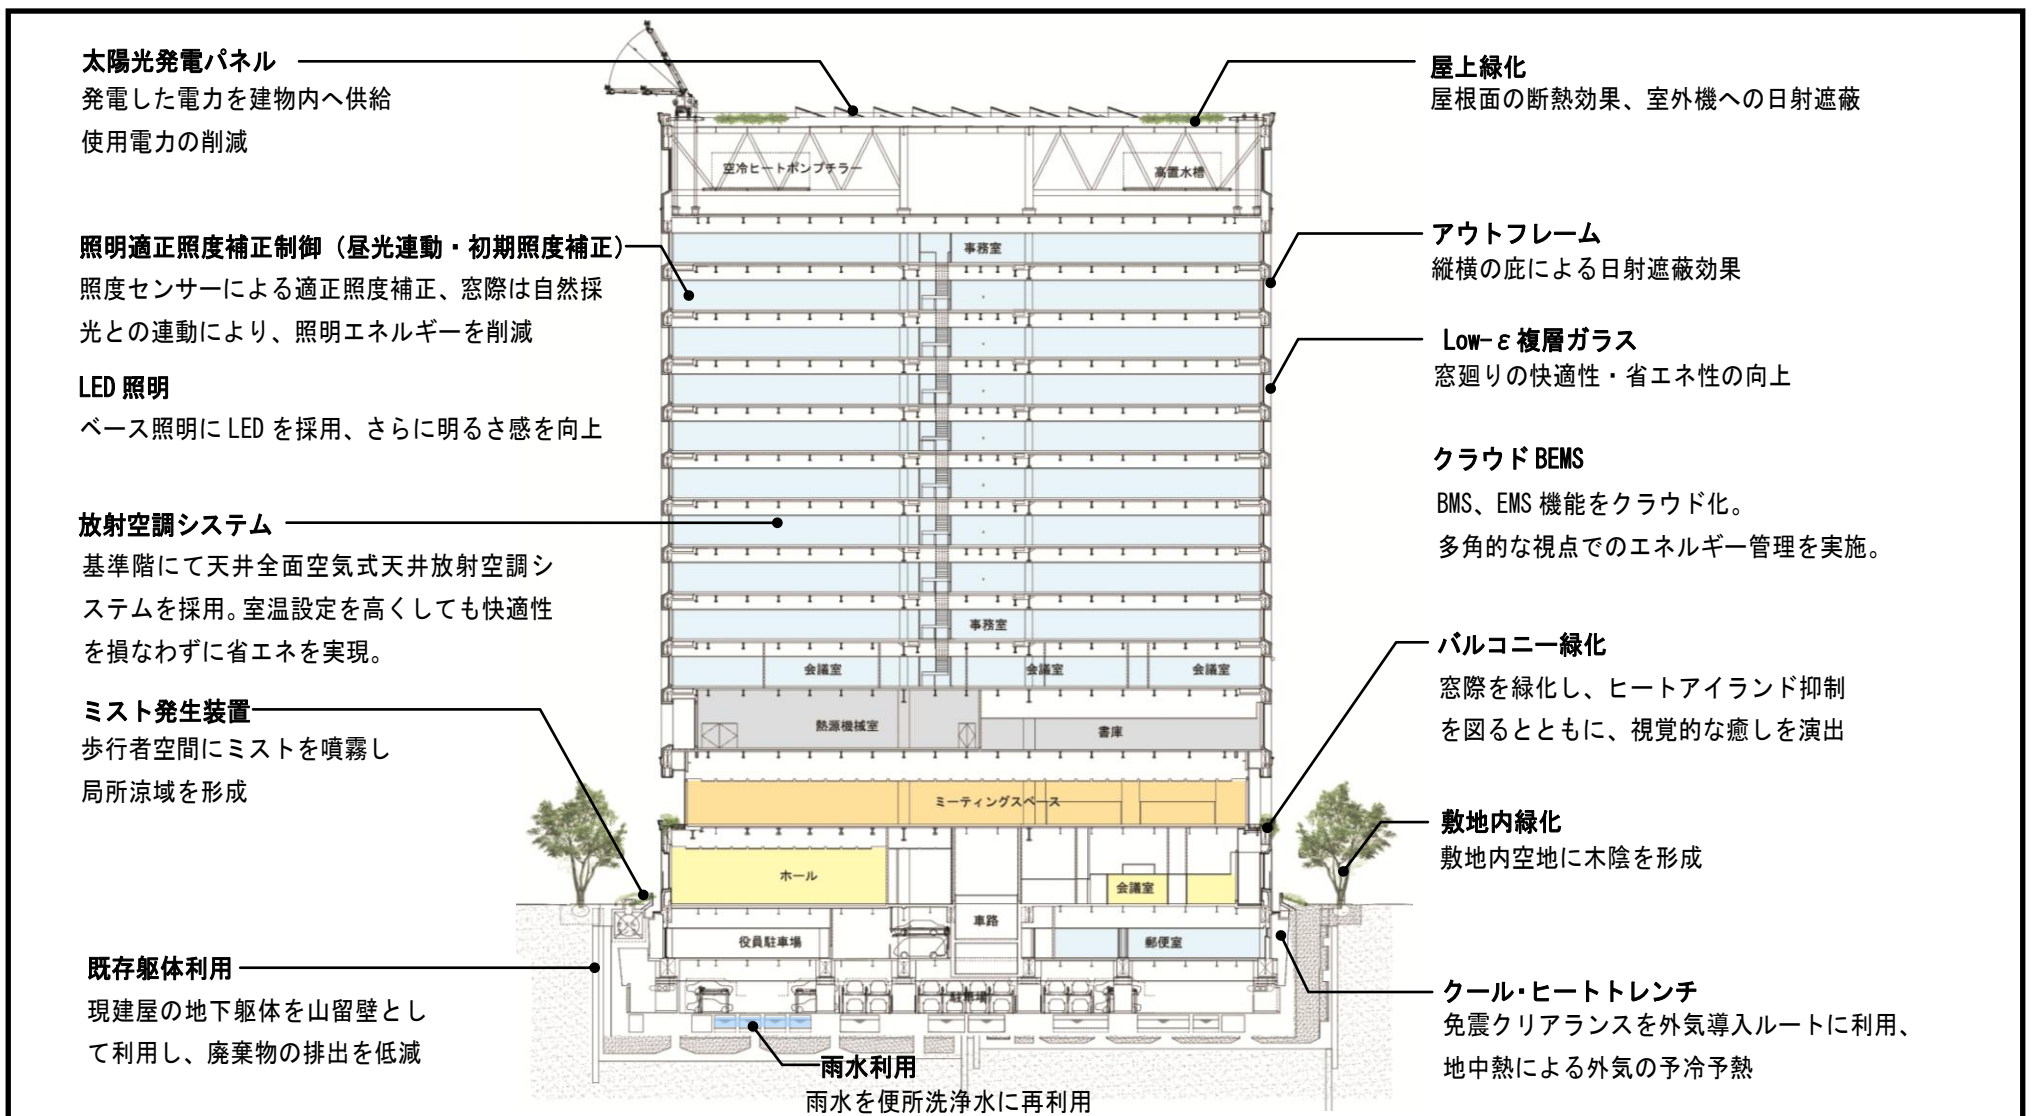 太陽光発電パネル
発電した電力を建物内へ供給
使用電力の削減
照明適正照度補正制御（昼光連動・初期照度補正）
照度センサーによる適正照度補正、窓際は自然採
光との連動により、照明エネルギーを削減
LED 照明
ベース照明に LED を採用、さらに明るさ感を向上
放射空調システム
基準階にて天井全面空気式天井放射空調シ
ステムを採用。室温設定を高くしても快適性
を損なわずに省エネを実現。
ミスト発生装置
歩行者空間にミストを噴霧し
局所涼域を形成
既存躯体利用
現建屋の地下躯体を山留壁とし
て利用し、廃棄物の排出を低減
空冷ヒートポンプチラー
高置水槽
事務室
事務室
会議室
会議室
会議室
熱源機械室
書庫
ミーティングスペース
ホール
会議室
車路
役員駐車場
郵便室
駐車場
雨水利用
雨水を便所洗浄水に再利用
屋上緑化
屋根面の断熱効果、室外機への日射遮蔽
アウトフレーム
縦横の庇による日射遮蔽効果
Low-ε複層ガラス
窓廻りの快適性・省エネ性の向上
クラウド BEMS
BMS、EMS 機能をクラウド化。
多角的な視点でのエネルギー管理を実施。
バルコニー緑化
窓際を緑化し、ヒートアイランド抑制
を図るとともに、視覚的な癒しを演出
敷地内緑化
敷地内空地に木陰を形成
クール・ヒートトレンチ
免震クリアランスを外気導入ルートに利用、
地中熱による外気の予冷予熱